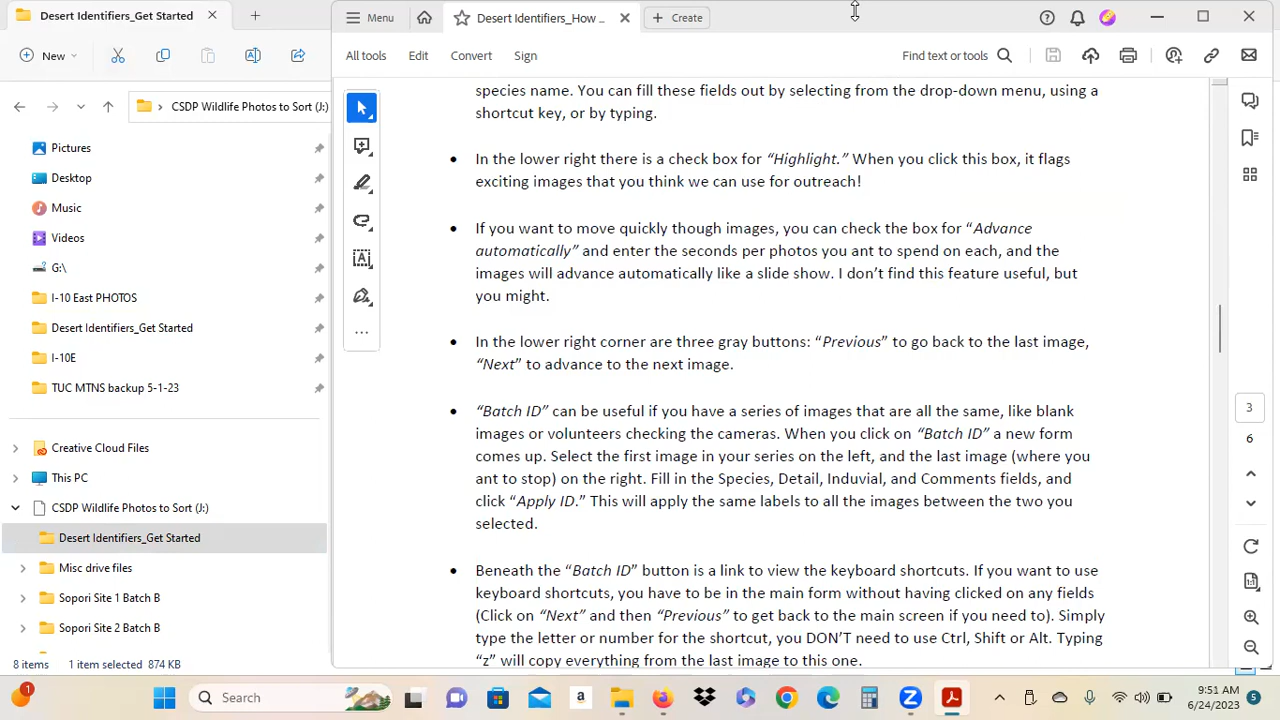 Desert Identifiers_Get Started
Menu
Desert Identifiers_How ..
Create
New
All tools
Edit
Convert
Sign
Find text or tools
CSDP Wildlife Photos to Sort (J:)
Pictures
Desktop
Music
Videos
G:\
I-10 East PHOTOS
Desert Identifiers_Get Started
I-10E
TUC MTNS backup 5-1-23
Creative Cloud Files
This PC
CSDP Wildlife Photos to Sort (J:)
Desert Identifiers_Get Started
Misc drive files
Sopori Site 1 Batch B
Sopori Site 2 Batch B
8 items
1 item selected 874 KB
species name. You can fill these fields out by selecting from the drop-down menu, using a
shortcut key, or by typing.
• In the lower right there is a check box for “Highlight.” When you click this box, it flags
exciting images that you think we can use for outreach!
• If you want to move quickly though images, you can check the box for “Advance
automatically” and enter the seconds per photos you ant to spend on each, and the
images will advance automatically like a slide show. I don’t find this feature useful, but
you might.
• In the lower right corner are three gray buttons: “Previous” to go back to the last image,
“Next” to advance to the next image.
• “Batch ID” can be useful if you have a series of images that are all the same, like blank
images or volunteers checking the cameras. When you click on “Batch ID” a new form
comes up. Select the first image in your series on the left, and the last image (where you
ant to stop) on the right. Fill in the Species, Detail, Induvial, and Comments fields, and
click “Apply ID.” This will apply the same labels to all the images between the two you
selected.
• Beneath the “Batch ID” button is a link to view the keyboard shortcuts. If you want to use
keyboard shortcuts, you have to be in the main form without having clicked on any fields
(Click on “Next” and then “Previous” to get back to the main screen if you need to). Simply
type the letter or number for the shortcut, you DON’T need to use Ctrl, Shift or Alt. Typing
“z” will copy everything from the last image to this one.
3
6
1
Search
9:51 AM
6/24/2023
5